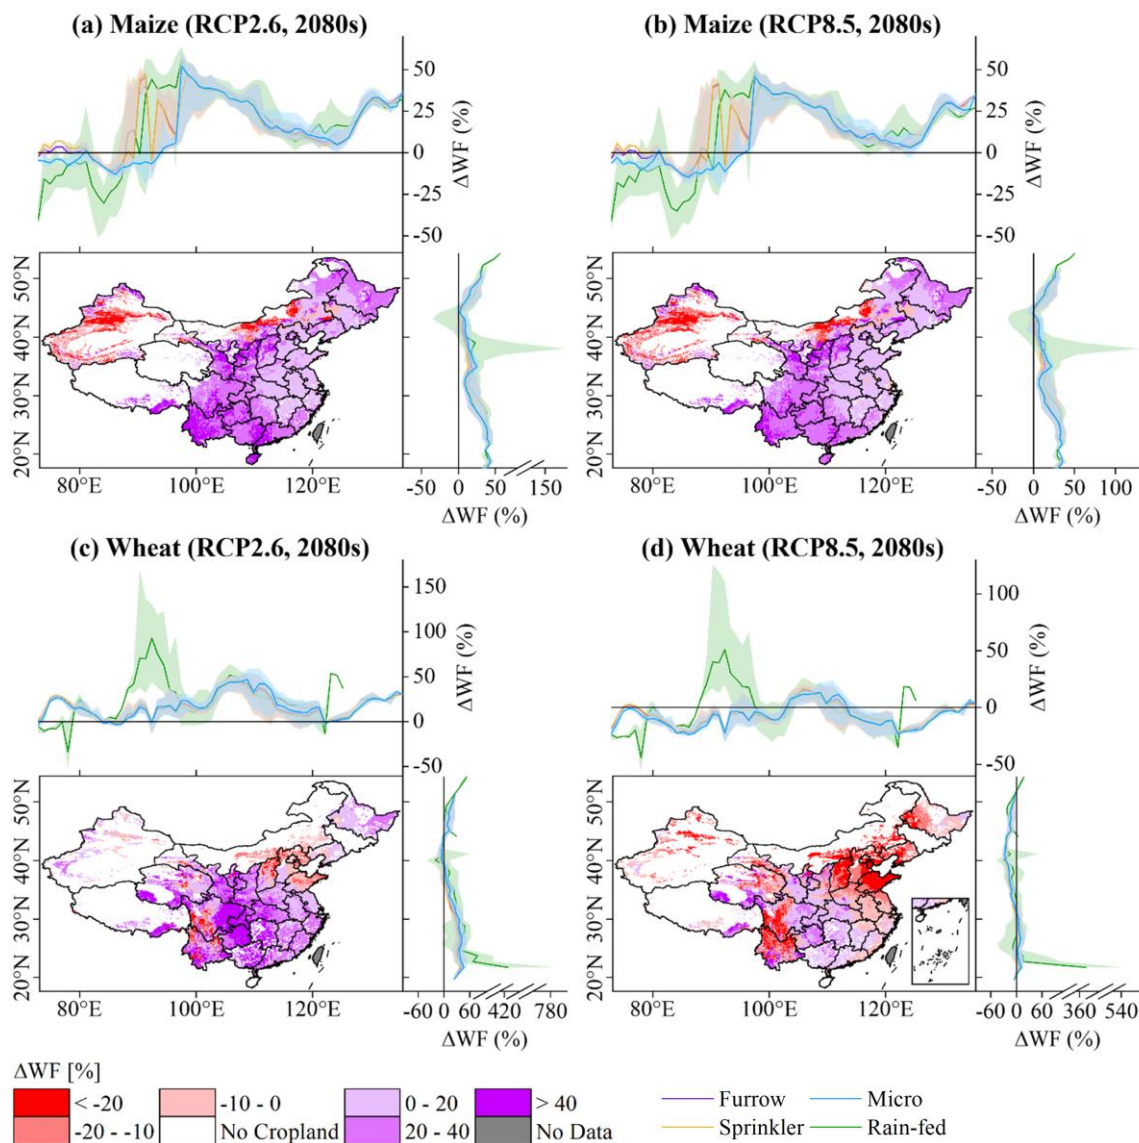 (a) Maize (RCP2.6, 2080s)
(b) Maize (RCP8.5, 2080s)
50
25
0
-25
-50
ΔWF (%)
50
25
0
-25
-50
ΔWF (%)
50°N
40°N
30°N
20°N
80°E
100°E
120°E
-50
0
50
150
ΔWF (%)
50°N
40°N
30°N
20°N
80°E
100°E
120°E
-50
0
50
100
ΔWF (%)
(c) Wheat (RCP2.6, 2080s)
(d) Wheat (RCP8.5, 2080s)
150
100
50
0
-50
ΔWF (%)
100
50
0
-50
ΔWF (%)
50°N
40°N
30°N
20°N
80°E
100°E
120°E
-60
0
60
420
780
ΔWF (%)
50°N
40°N
30°N
20°N
80°E
100°E
120°E
-60
0
60
360
540
ΔWF (%)
ΔWF [%]
< -20
-10 - 0
0 - 20
> 40
-20 - -10
No Cropland
20 - 40
No Data
Furrow
Micro
Sprinkler
Rain-fed